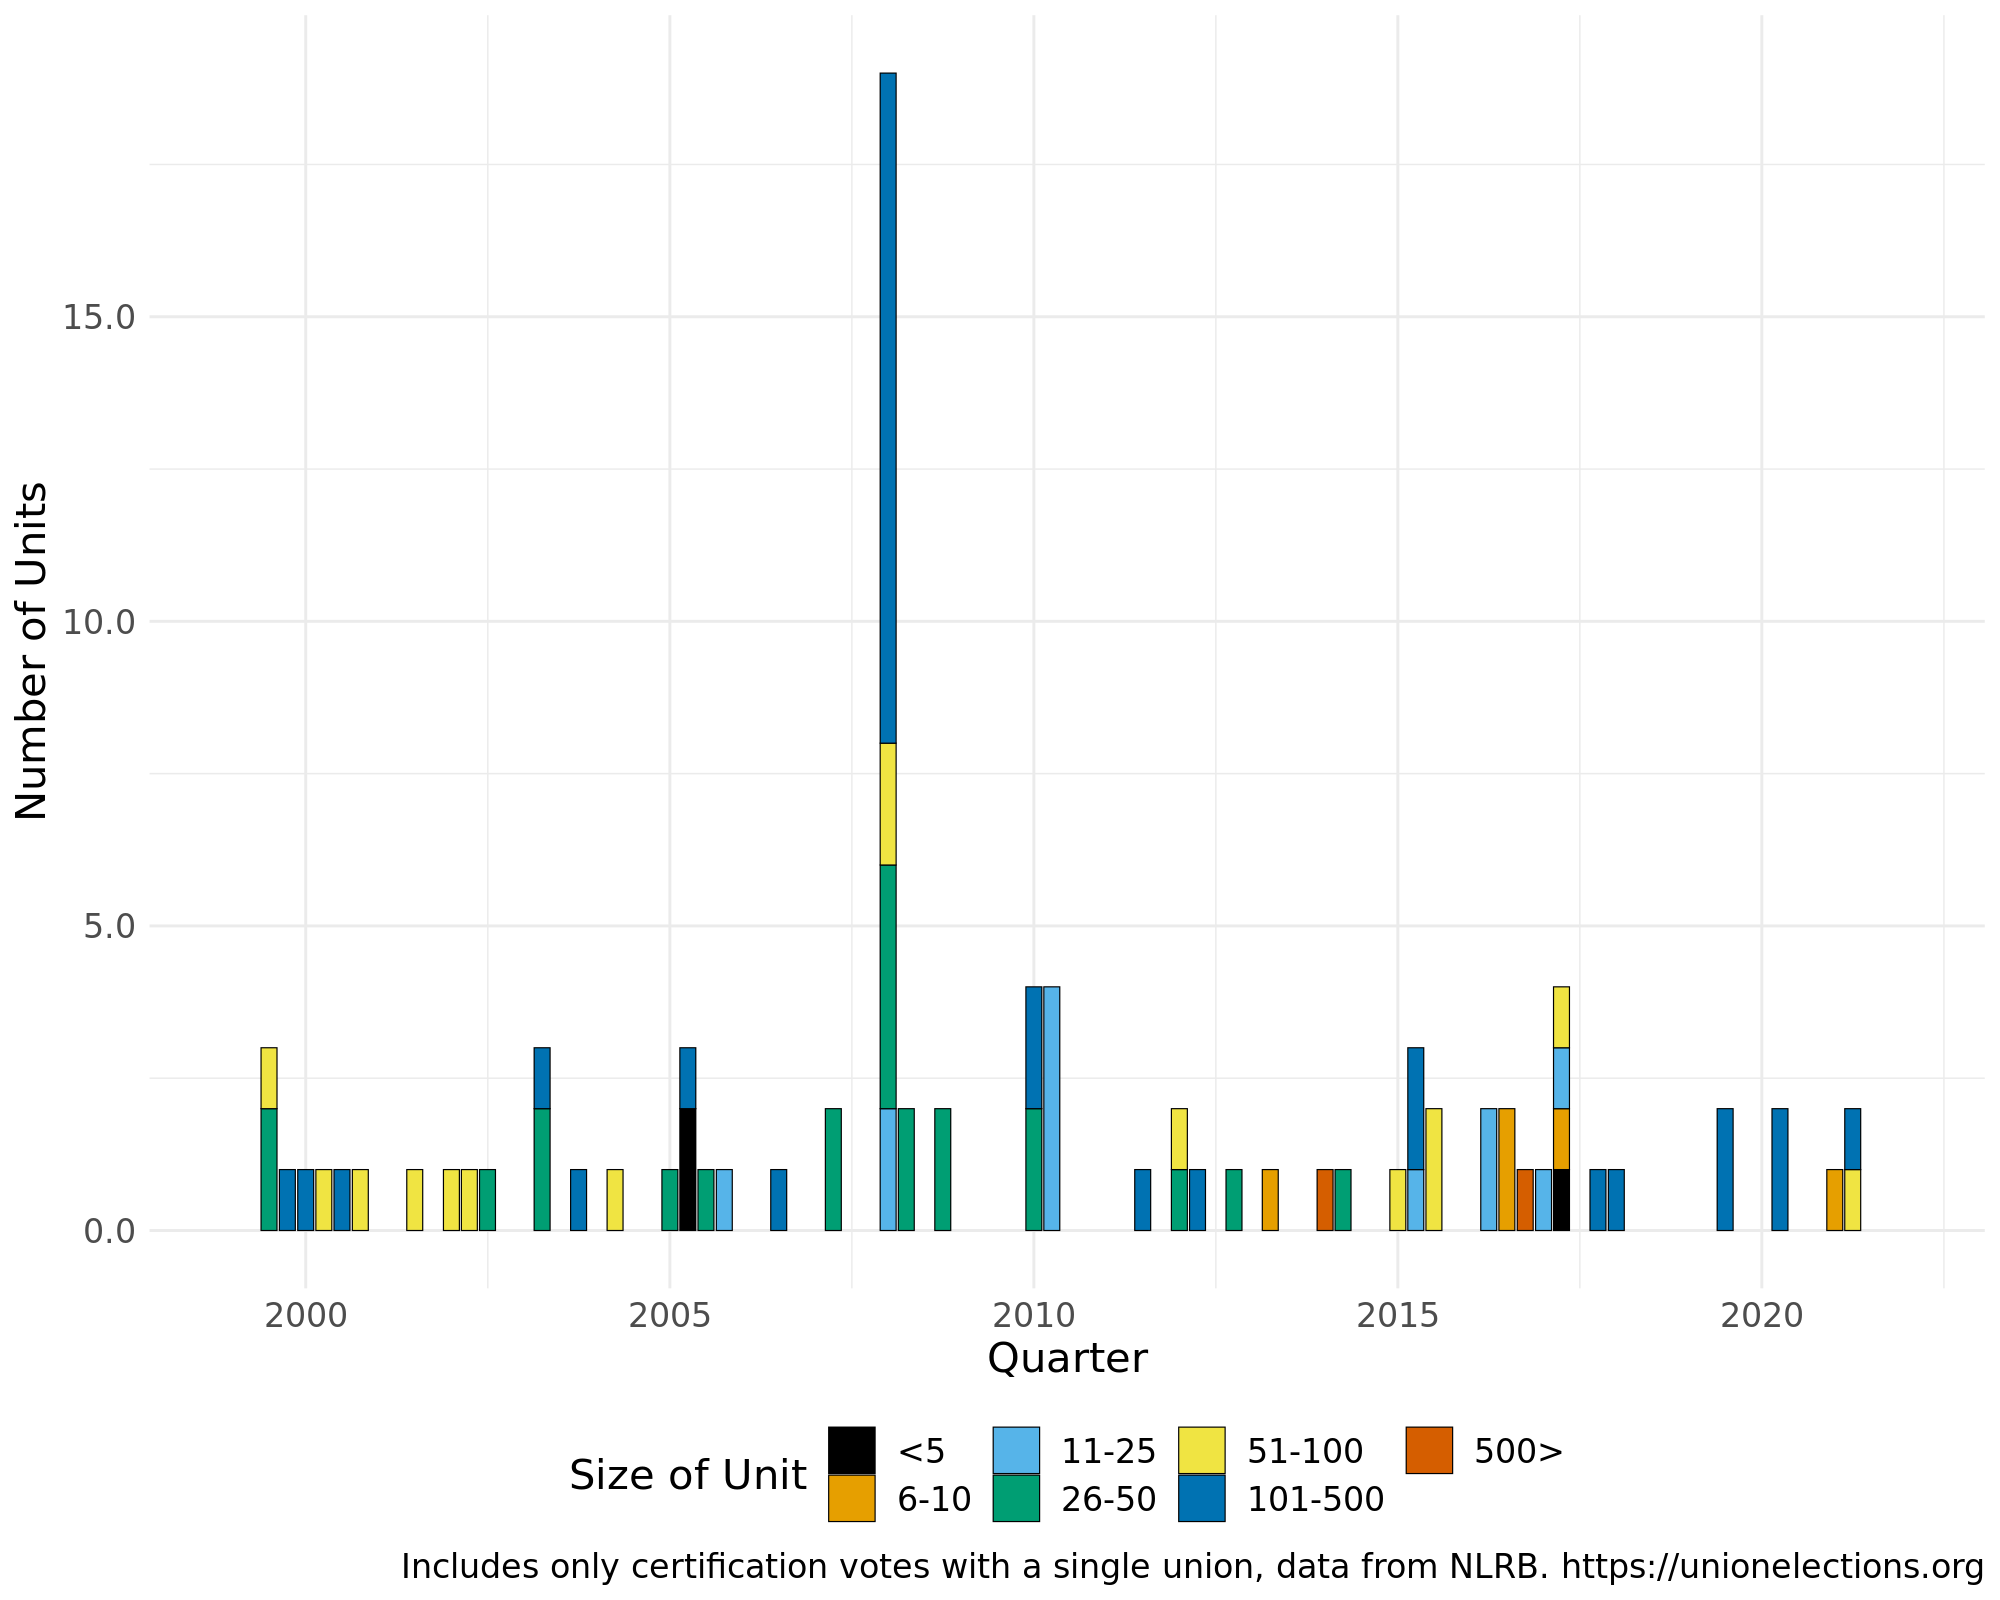 15.0
10.0
5.0
0.0
Number of Units
2000 2005 2010 2015 2020
Quarter
Size of Unit
<5 11-25 51-100 500>
6-10 26-50 101-500
Includes only certification votes with a single union, data from NLRB. https://unionelections.org